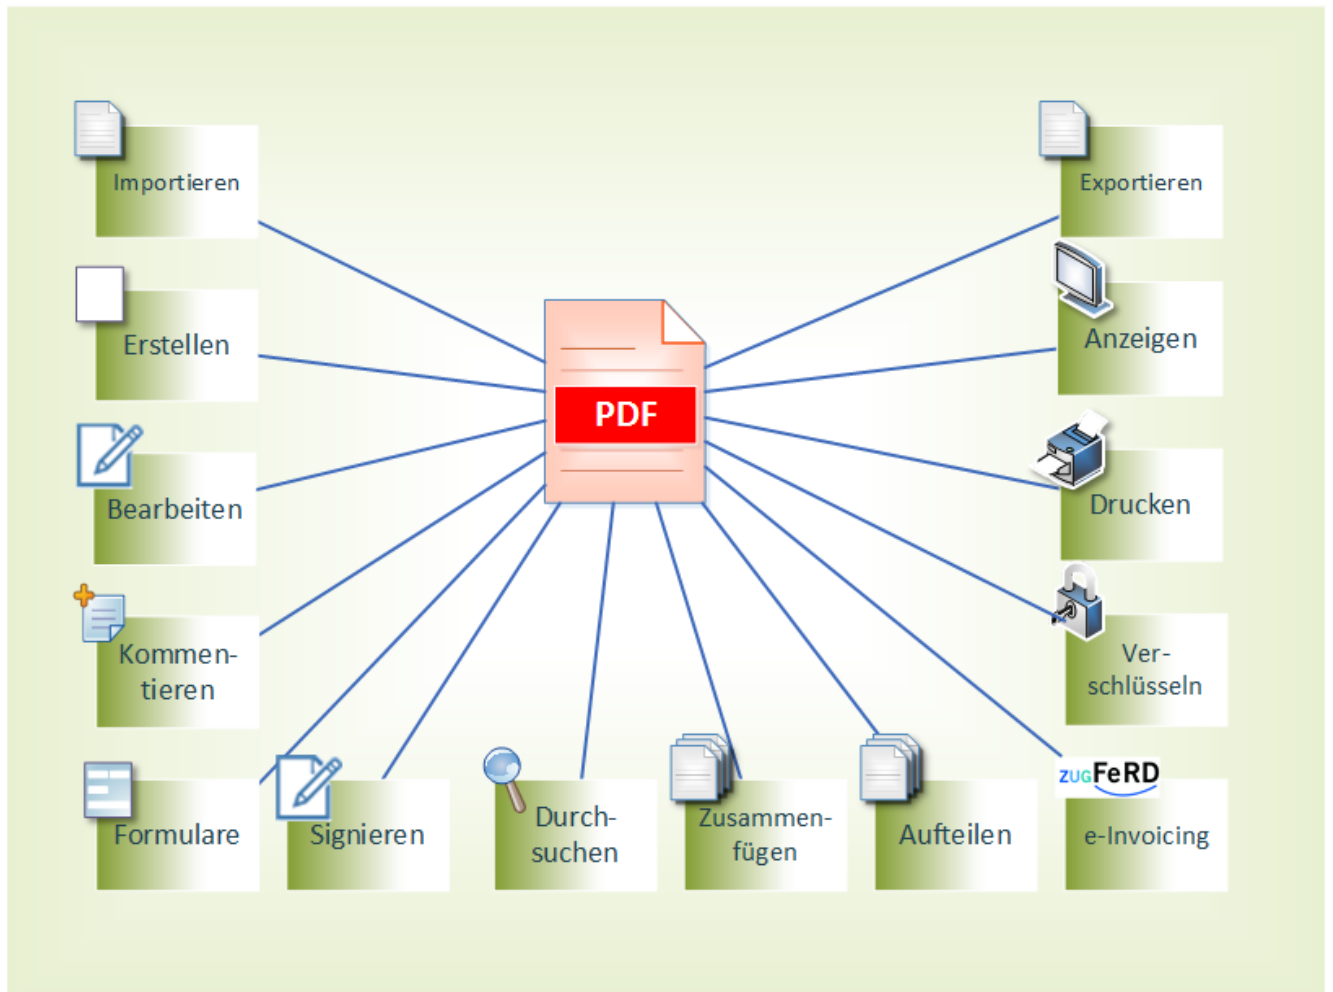 Importieren
Exportieren
Erstellen
Anzeigen
PDF
Bearbeiten
Drucken
Kommen-
tieren
Ver-
schlüsseln
ZUGFeRD
Formulare
Signieren
Durch-
suchen
Zusammen-
fügen
Aufteilen
e-Invoicing